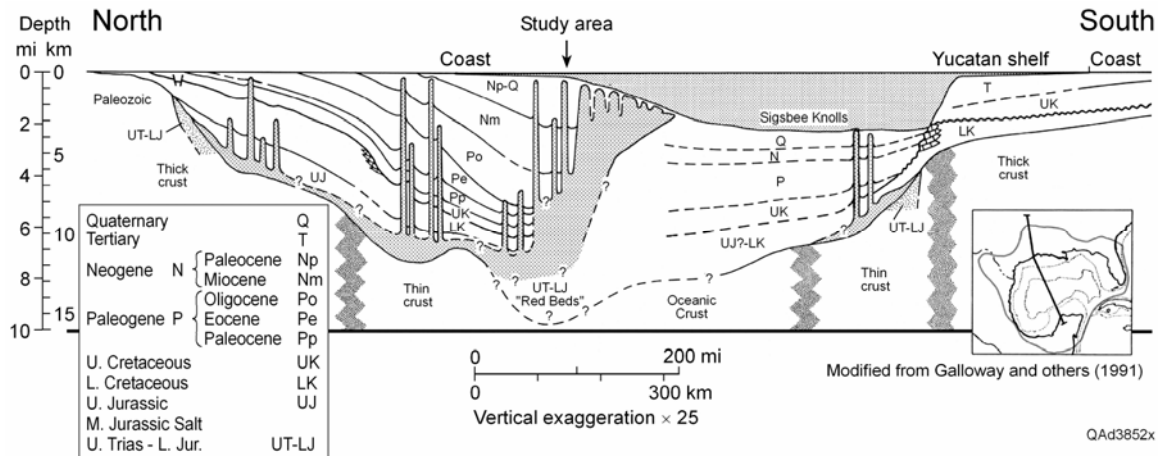 Depth
North
Study area
South
mi km
Coast
Yucatan shelf
Coast
0 0
2
5
4
6
10
8
15
10
Paleozoic
UT-LJ
Thick
crust
UJ
?
Np-Q
Nm
Po
Pe
Pp
UK
LK
?
?
?
?
?
?
UT-LJ
"Red Beds"
?
?
Thin
crust
Oceanic
Crust
?
Sigsbee Knolls
Q
N
P
UK
UJ?-LK
?
UT-LJ
Thin
crust
T
UK
LK
Thick
crust
Quaternary Q
Tertiary T
Neogene N Paleocene Np
Miocene Nm
Paleogene P Oligocene Po
Eocene Pe
Paleocene Pp
U. Cretaceous UK
L. Cretaceous LK
U. Jurassic UJ
M. Jurassic Salt
U. Trias - L. Jur. UT-LJ
0 200 mi
0 300 km
Vertical exaggeration × 25
Modified from Galloway and others (1991)
QAd3852x